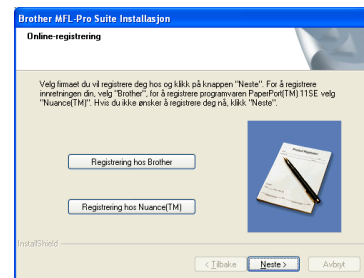 Brother MFL-Pro Suite Installasjon
Online-registrering
Velg firmaet du vil registrere deg hos og klikk på knappen "Neste". For å registrere
innretningen din, velg "Brother", for å registrere programvaren PaperPort(TM) 11SE velg
"Nuance(TM)". Hvis du ikke ønsker å registrere deg nå, klikk "Neste".
Registrering hos Brother
Registrering hos Nuance(TM)
InstallShield
< Tilbake Neste > Avbryt